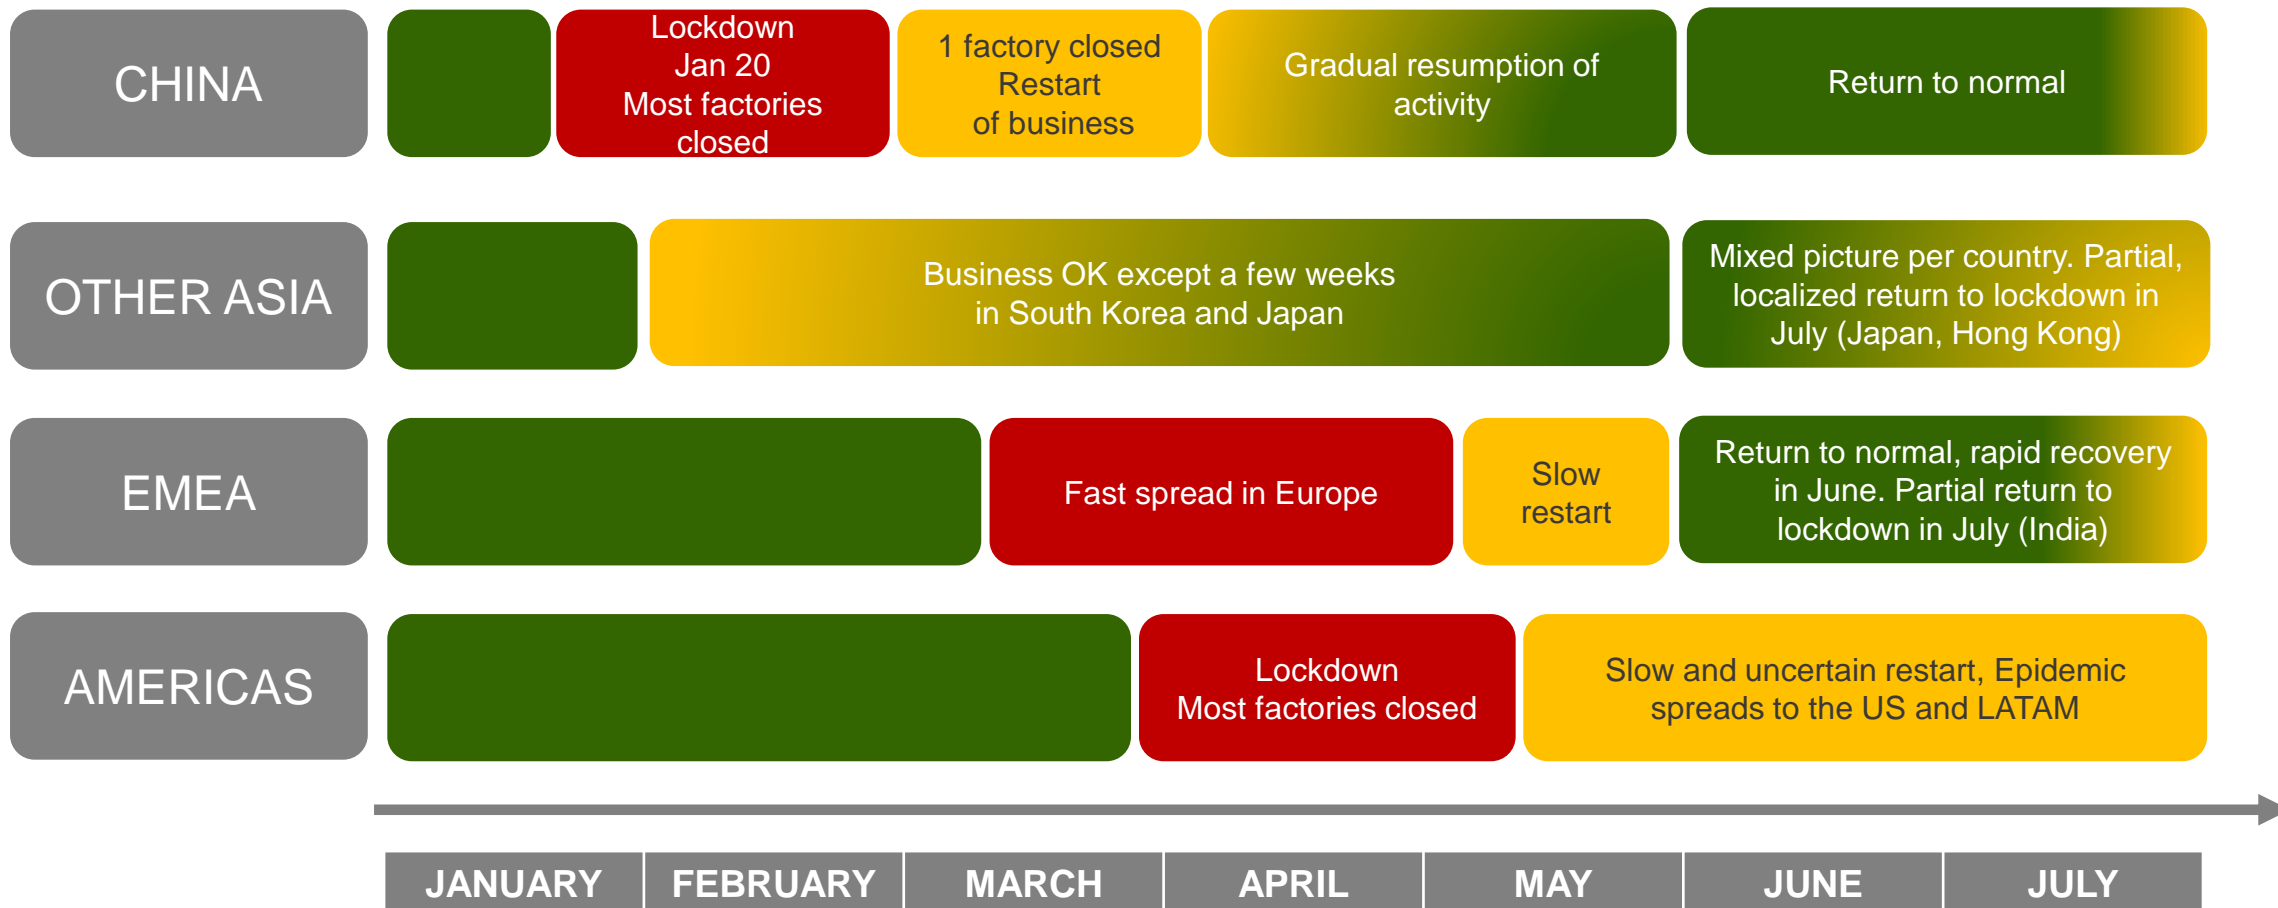 CHINA
Lockdown
Jan 20
Most factories
closed
1 factory closed
Restart
of business
Gradual resumption of
activity
Return to normal
OTHER ASIA
Business OK except a few weeks
in South Korea and Japan
Mixed picture per country. Partial,
localized return to lockdown in
July (Japan, Hong Kong)
EMEA
Fast spread in Europe
Slow
restart
Return to normal, rapid recovery
in June. Partial return to
lockdown in July (India)
AMERICAS
Lockdown
Most factories closed
Slow and uncertain restart, Epidemic
spreads to the US and LATAM
JANUARY FEBRUARY MARCH APRIL MAY JUNE JULY